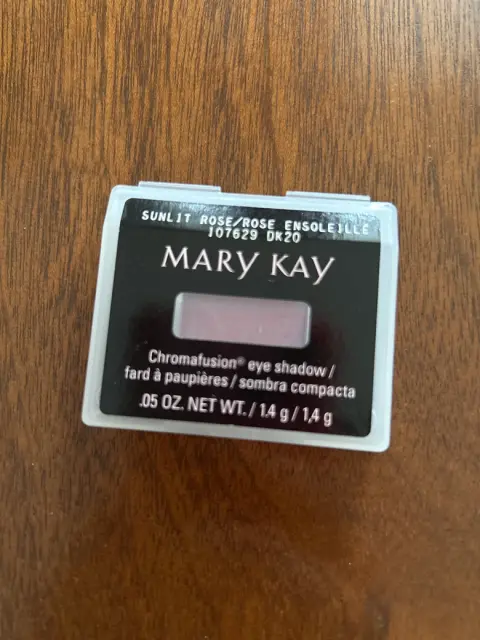 SUNLIT ROSE/ROSE ENSOLEILLE
107629 DK20
MARY KAY
Chromafusion® eye shadow /
fard à paupières / sombra compacta
.05 OZ. NET WT. / 1.4 g / 1,4 g